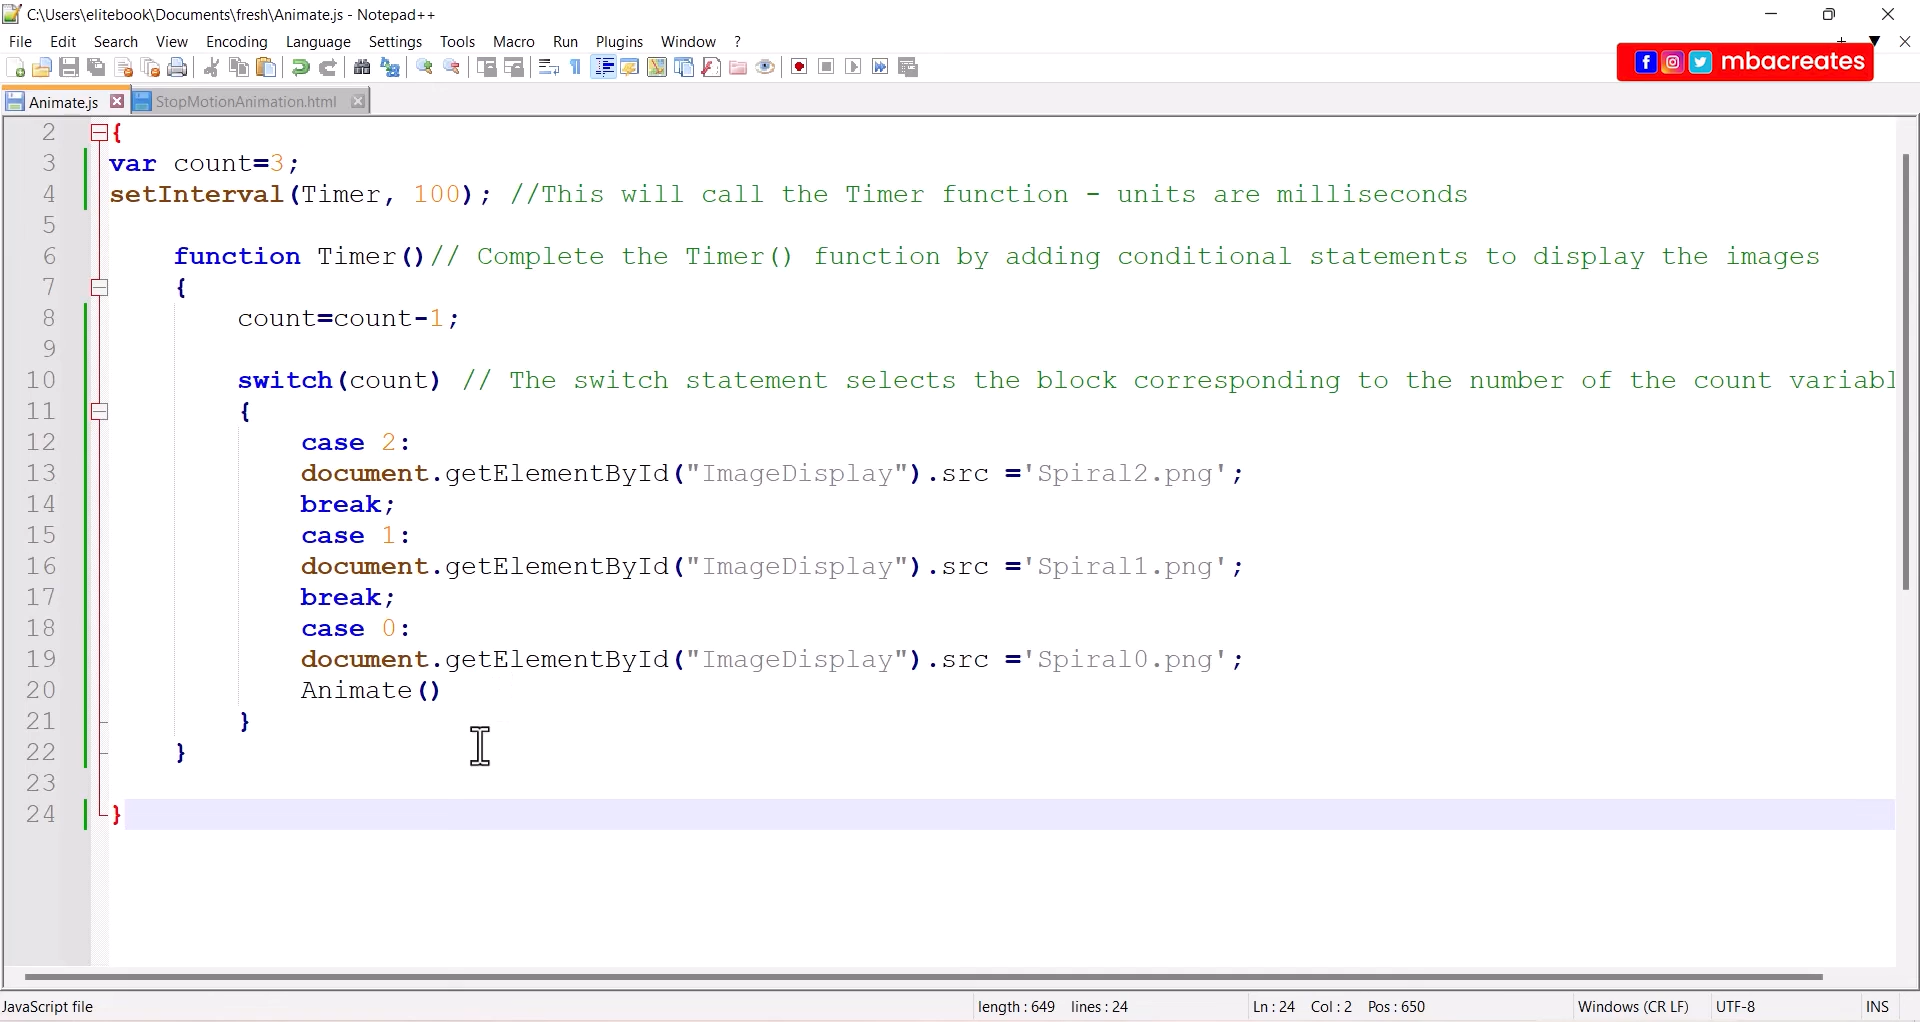 C:\Users\elitebook\Documents\fresh\Animate.js - Notepad++
File Edit Search View Encoding Language Settings Tools Macro Run Plugins Window ?
mbacreates
Animate.js StopMotionAnimation.html
2 {
3 var count=3;
4 setInterval(Timer, 100); //This will call the Timer function - units are milliseconds
5
6 function Timer()// Complete the Timer() function by adding conditional statements to display the images
7 {
8 count=count-1;
9
10 switch(count) // The switch statement selects the block corresponding to the number of the count variabl
11 {
12 case 2:
13 document.getElementById("ImageDisplay").src ='Spiral2.png';
14 break;
15 case 1:
16 document.getElementById("ImageDisplay").src ='Spiral1.png';
17 break;
18 case 0:
19 document.getElementById("ImageDisplay").src ='Spiral0.png';
20 Animate()
21 }
22 }
23
24 }
JavaScript file length : 649 lines : 24 Ln : 24 Col : 2 Pos : 650 Windows (CR LF) UTF-8 INS